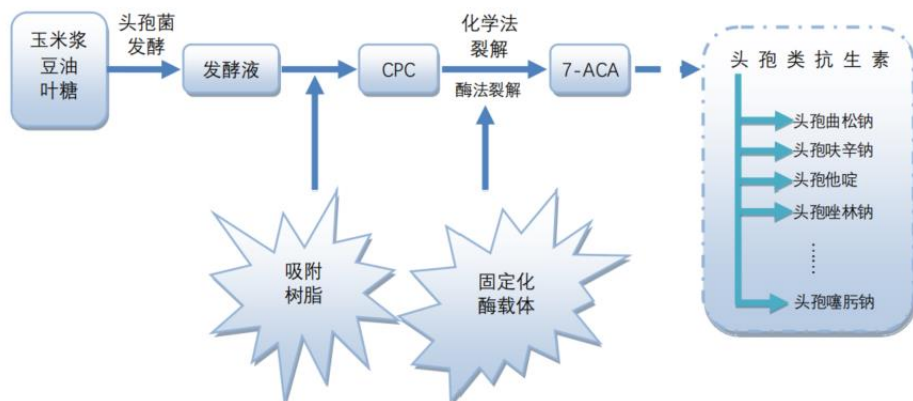 玉米浆
豆油
叶糖
头孢菌
发酵
发酵液
CPC
化学法
裂解
酶法裂解
7-ACA
头孢类抗生素
头孢曲松钠
头孢呋辛钠
头孢他啶
头孢唑林钠
……
头孢噻肟钠
吸附
树脂
固定化
酶载体